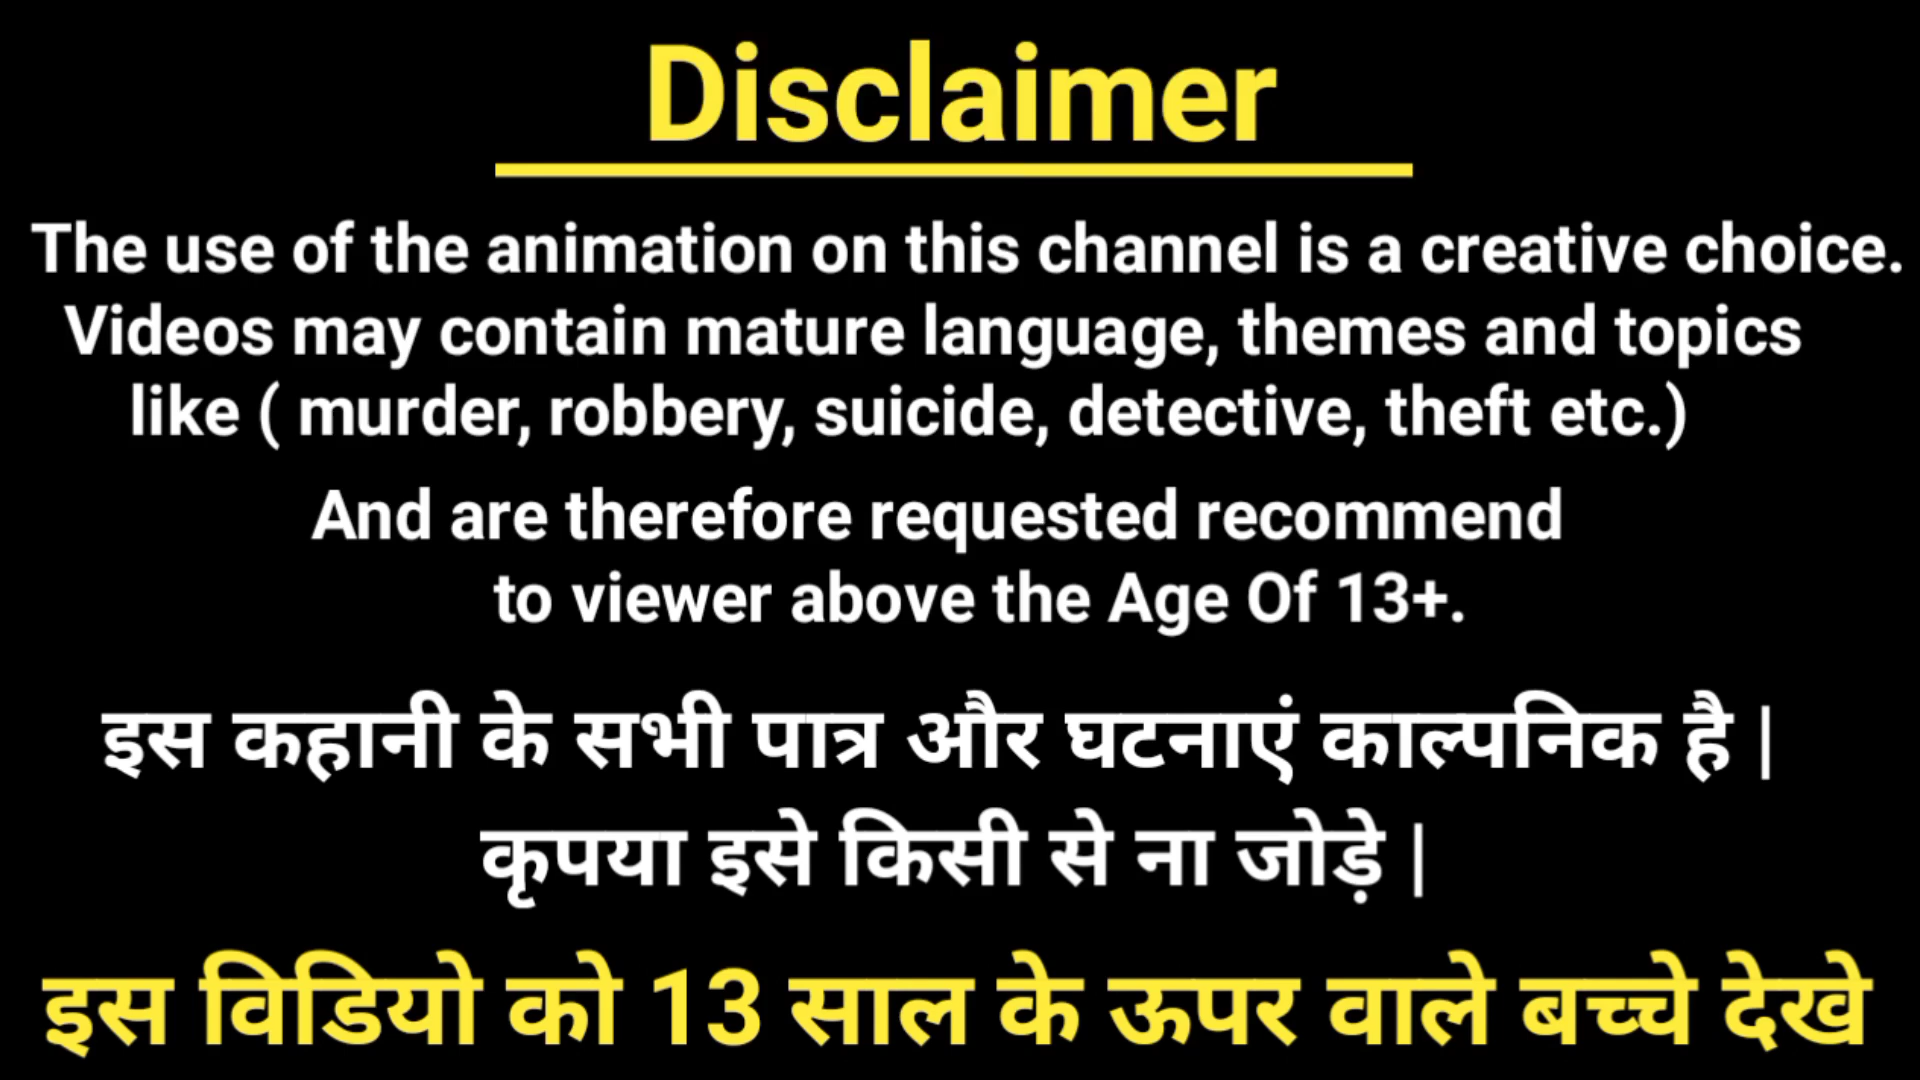 Disclaimer
The use of the animation on this channel is a creative choice.
Videos may contain mature language, themes and topics
like ( murder, robbery, suicide, detective, theft etc.)
And are therefore requested recommend
to viewer above the Age Of 13+.
इस कहानी के सभी पात्र और घटनाएं काल्पनिक है |
कृपया इसे किसी से ना जोड़े |
इस विडियो को 13 साल के ऊपर वाले बच्चे देखे